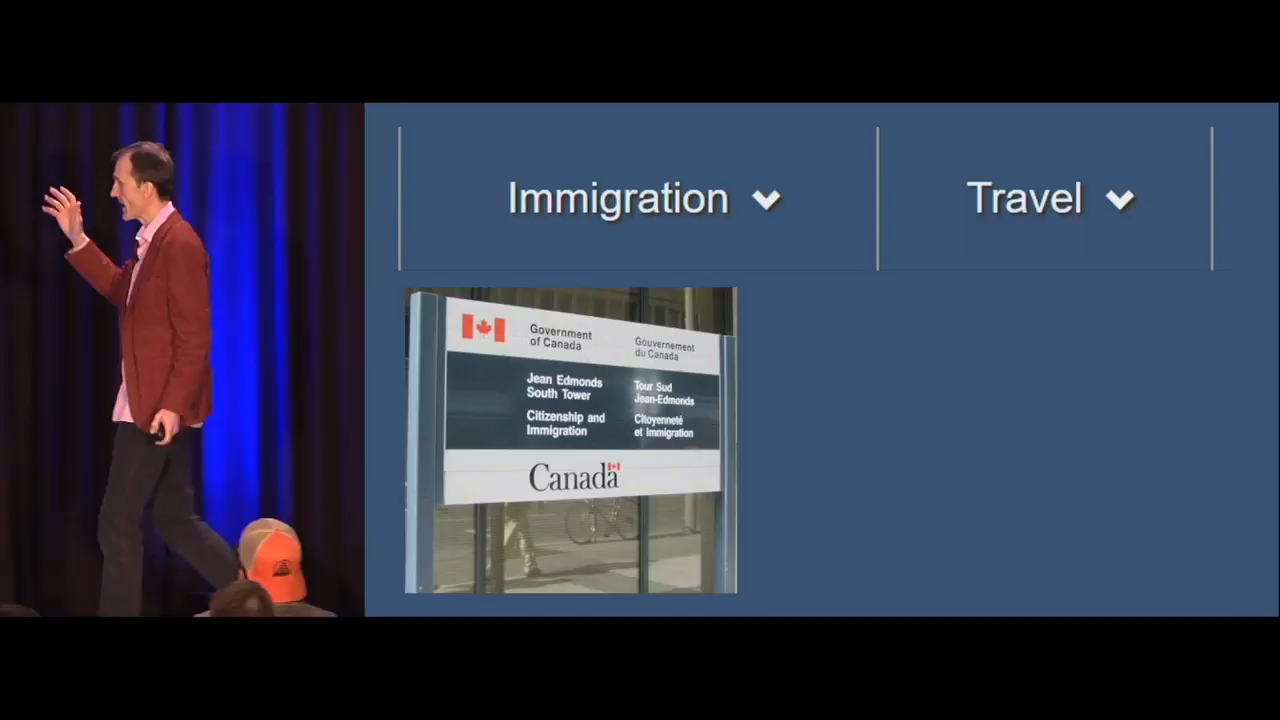 Immigration
Travel
Government
of Canada
Gouvernement
du Canada
Jean Edmonds
South Tower
Tour Sud
Jean-Edmonds
Citizenship and
Immigration
Citoyenneté
et Immigration
Canada